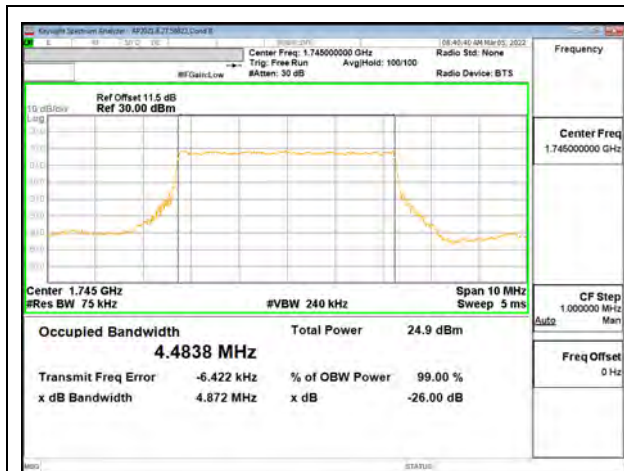 Keysight Spectrum Analyzer
08:40:40 AM Mar 05, 2022
Center Freq: 1.745000000 GHz
Radio Std: None
Frequency
Trig: Free Run
Avg|Hold: 100/100
#IFGain:Low
#Atten: 30 dB
Radio Device: BTS
Ref Offset 11.5 dB
10 dB/div
Ref 30.00 dBm
Log
Center Freq
1.745000000 GHz
Center 1.745 GHz
Span 10 MHz
#Res BW 75 kHz
#VBW 240 kHz
Sweep 5 ms
CF Step
1.000000 MHz
Auto
Man
Occupied Bandwidth
Total Power
24.9 dBm
4.4838 MHz
Freq Offset
0 Hz
Transmit Freq Error
-6.422 kHz
% of OBW Power
99.00 %
x dB Bandwidth
4.872 MHz
x dB
-26.00 dB
MSG
STATUS